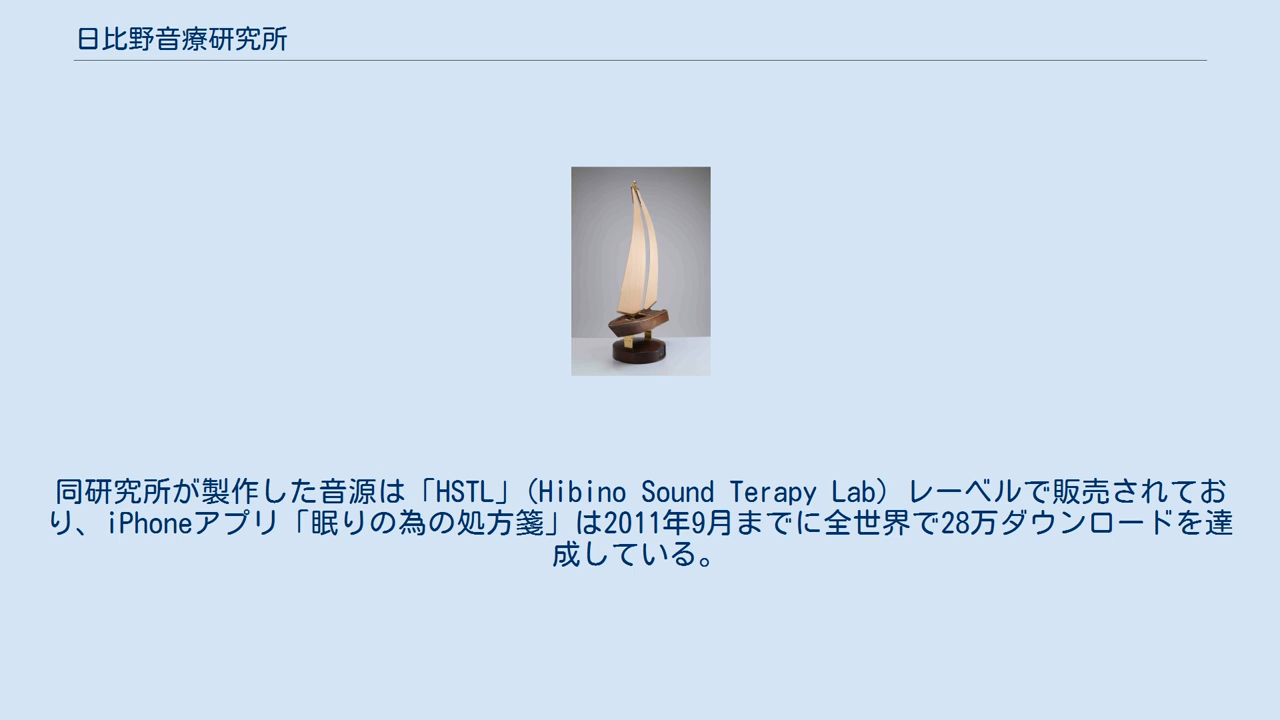 日比野音療研究所
同研究所が製作した音源は「HSTL」(Hibino Sound Terapy Lab) レーベルで販売されてお
り、iPhoneアプリ「眠りの為の処方箋」は2011年9月までに全世界で28万ダウンロードを達
成している。